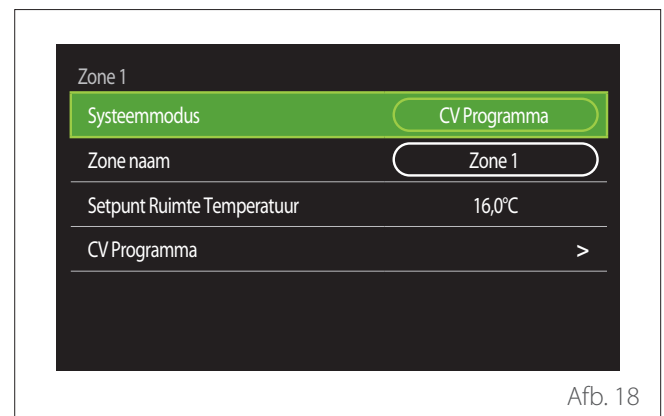 Zone 1
Systeemmodus CV Programma
Zone naam Zone 1
Setpunt Ruimte Temperatuur 16,0°C
CV Programma >
Afb. 18